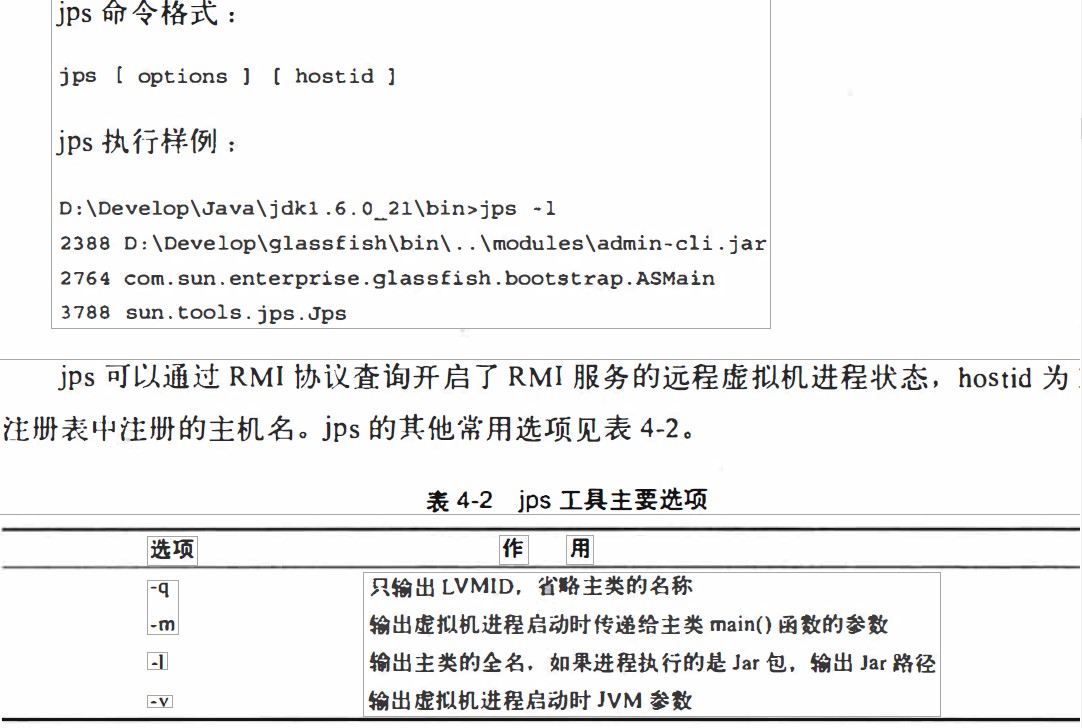 jps 命令格式：
jps [ options ] [ hostid ]
jps 执行样例：
D:\Develop\Java\jdk1.6.0_21\bin>jps -l
2388 D:\Develop\glassfish\bin\..\modules\admin-cli.jar
2764 com.sun.enterprise.glassfish.bootstrap.ASMain
3788 sun.tools.jps.Jps
jps 可以通过 RMI 协议查询开启了 RMI 服务的远程虚拟机进程状态，hostid 为
注册表中注册的主机名。jps 的其他常用选项见表 4-2。
表 4-2 jps 工具主要选项
选项 作 用
-q 只输出 LVMID，省略主类的名称
-m 输出虚拟机进程启动时传递给主类 main() 函数的参数
-l 输出主类的全名，如果进程执行的是 Jar 包，输出 Jar 路径
-v 输出虚拟机进程启动时 JVM 参数